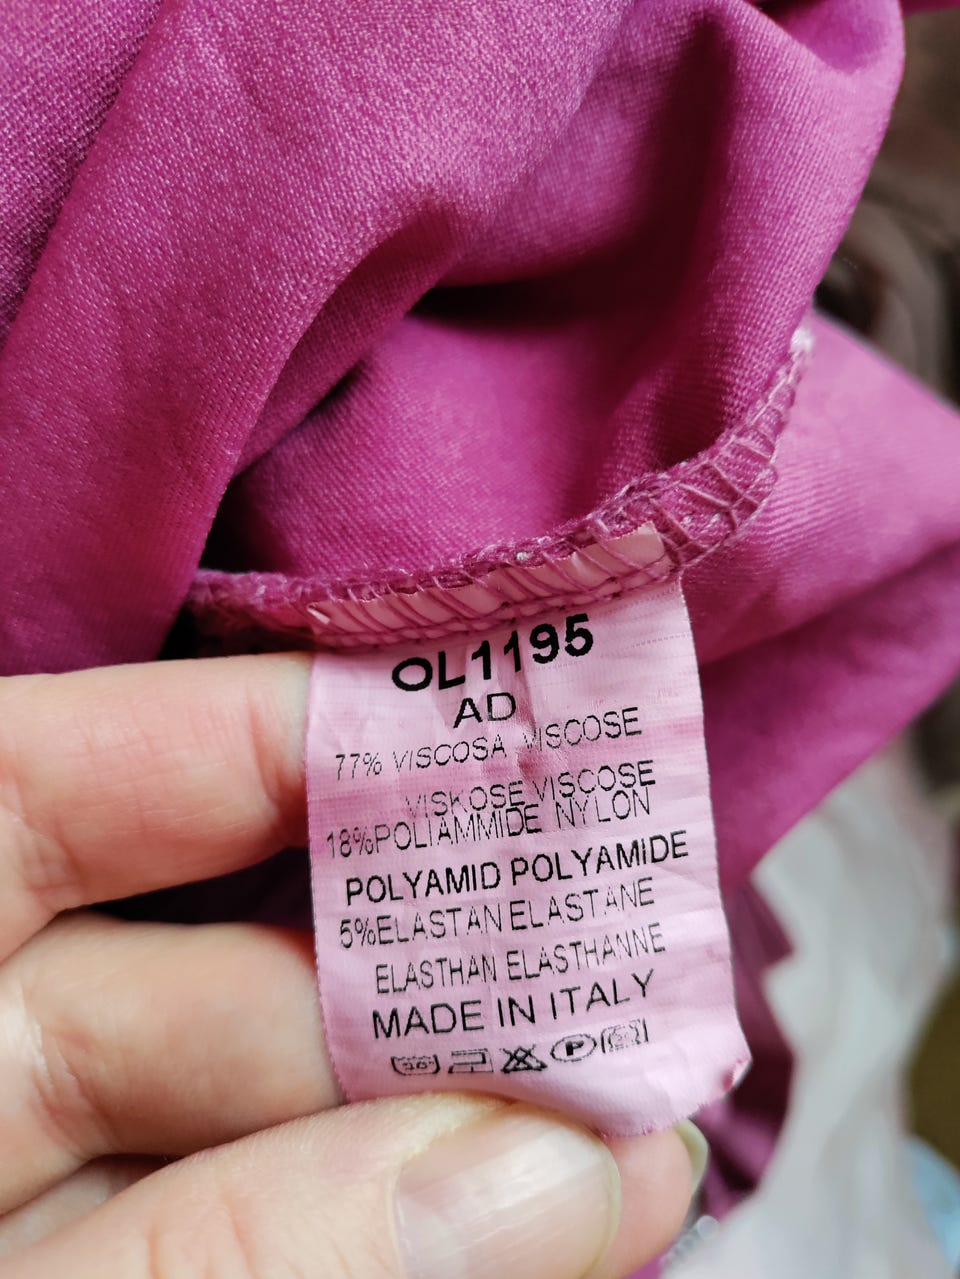 OL1195
AD
77% VISCOSA VISCOSE
VISKOSE VISCOSE
18%POLIAMMIDE NYLON
POLYAMID POLYAMIDE
5%ELASTAN ELASTANE
ELASTHAN ELASTHANNE
MADE IN ITALY
30 P